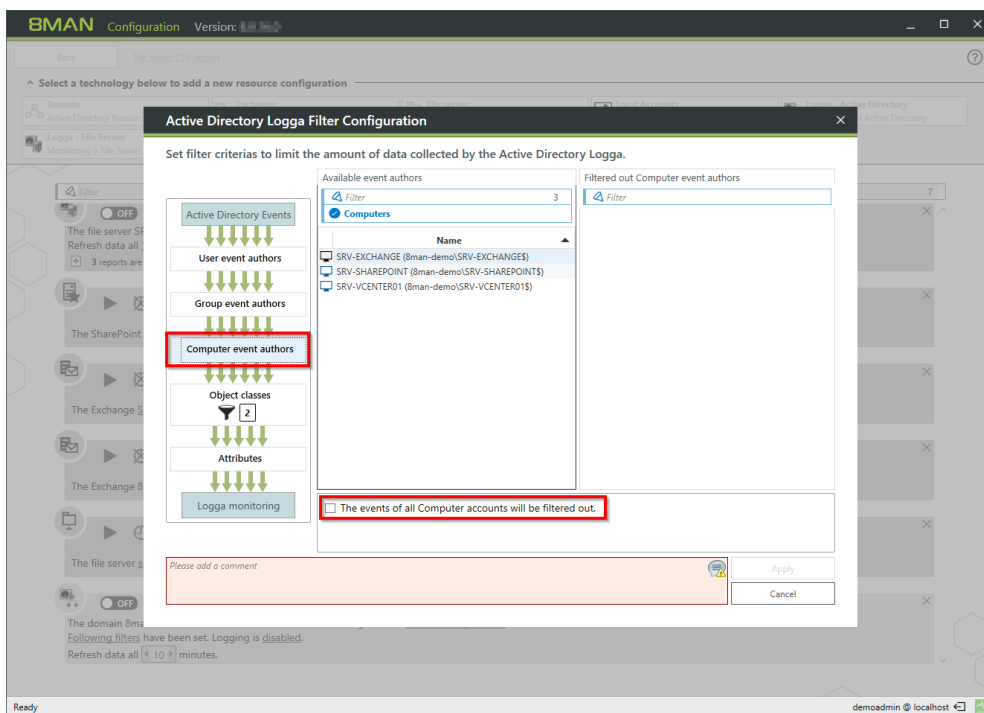 8MAN Configuration Version:
Back
File server CSV import
Select a technology below to add a new resource configuration
Domain
Exchange
File server
Local Accounts
Logga - Active Directory
Logga - File Server
Monitoring a File Server
Active Directory Logga Filter Configuration
Set filter criterias to limit the amount of data collected by the Active Directory Logga.
Available event authors
Filtered out Computer event authors
Filter 3
Filter
Computers
Name
SRV-EXCHANGE (8man-demo\SRV-EXCHANGE$)
SRV-SHAREPOINT (8man-demo\SRV-SHAREPOINT$)
SRV-VCENTER01 (8man-demo\SRV-VCENTER01$)
Active Directory Events
User event authors
Group event authors
Computer event authors
Object classes
2
Attributes
Logga monitoring
The events of all Computer accounts will be filtered out.
Please add a comment
Apply
Cancel
Filter
7
OFF
The file server
Refresh data all
3 reports are
The SharePoint
The Exchange
The Exchange 8
The file server
OFF
The domain 8ma
Following filters have been set. Logging is disabled.
Refresh data all 10 minutes.
Ready
demoadmin @ localhost